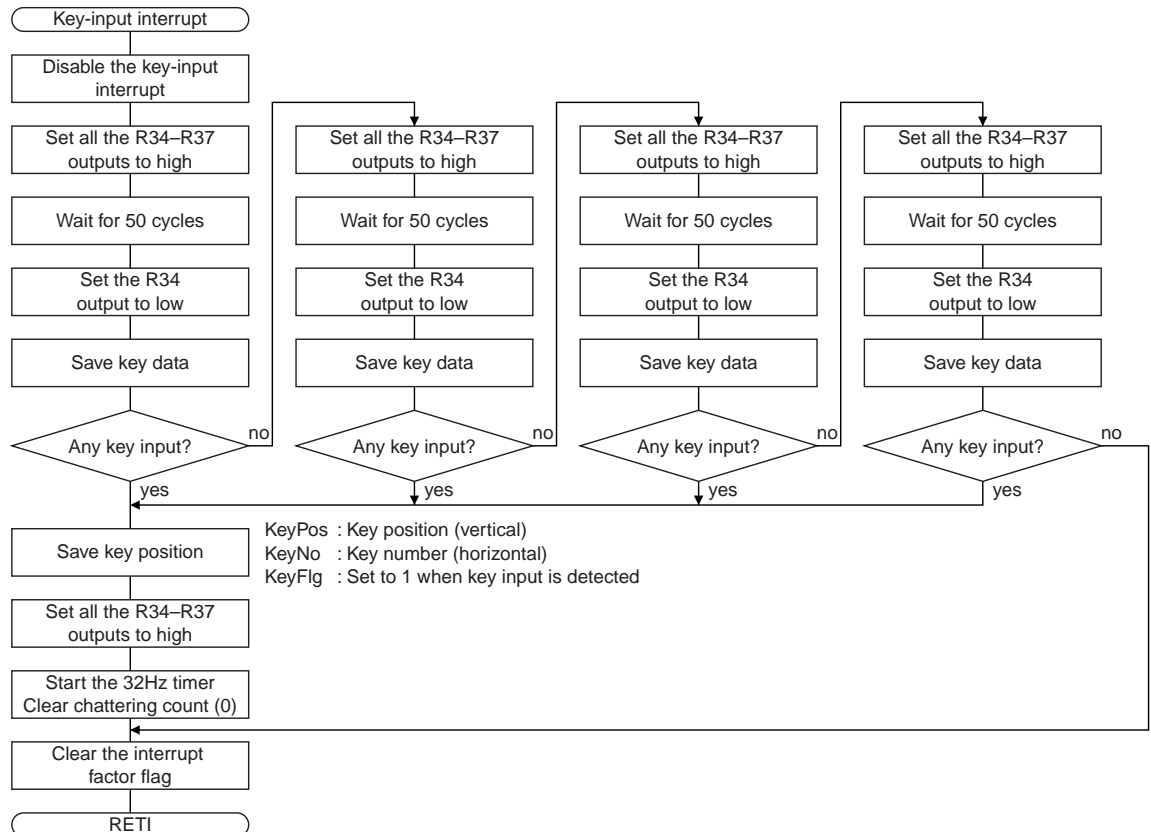 Key-input interrupt
Disable the key-input
interrupt
Set all the R34–R37
outputs to high
Wait for 50 cycles
Set the R34
output to low
Save key data
Any key input?
no
yes
Set all the R34–R37
outputs to high
Wait for 50 cycles
Set the R34
output to low
Save key data
Any key input?
no
yes
Set all the R34–R37
outputs to high
Wait for 50 cycles
Set the R34
output to low
Save key data
Any key input?
no
yes
Set all the R34–R37
outputs to high
Wait for 50 cycles
Set the R34
output to low
Save key data
Any key input?
no
yes
Save key position
KeyPos : Key position (vertical)
KeyNo : Key number (horizontal)
KeyFlg : Set to 1 when key input is detected
Set all the R34–R37
outputs to high
Start the 32Hz timer
Clear chattering count (0)
Clear the interrupt
factor flag
RETI